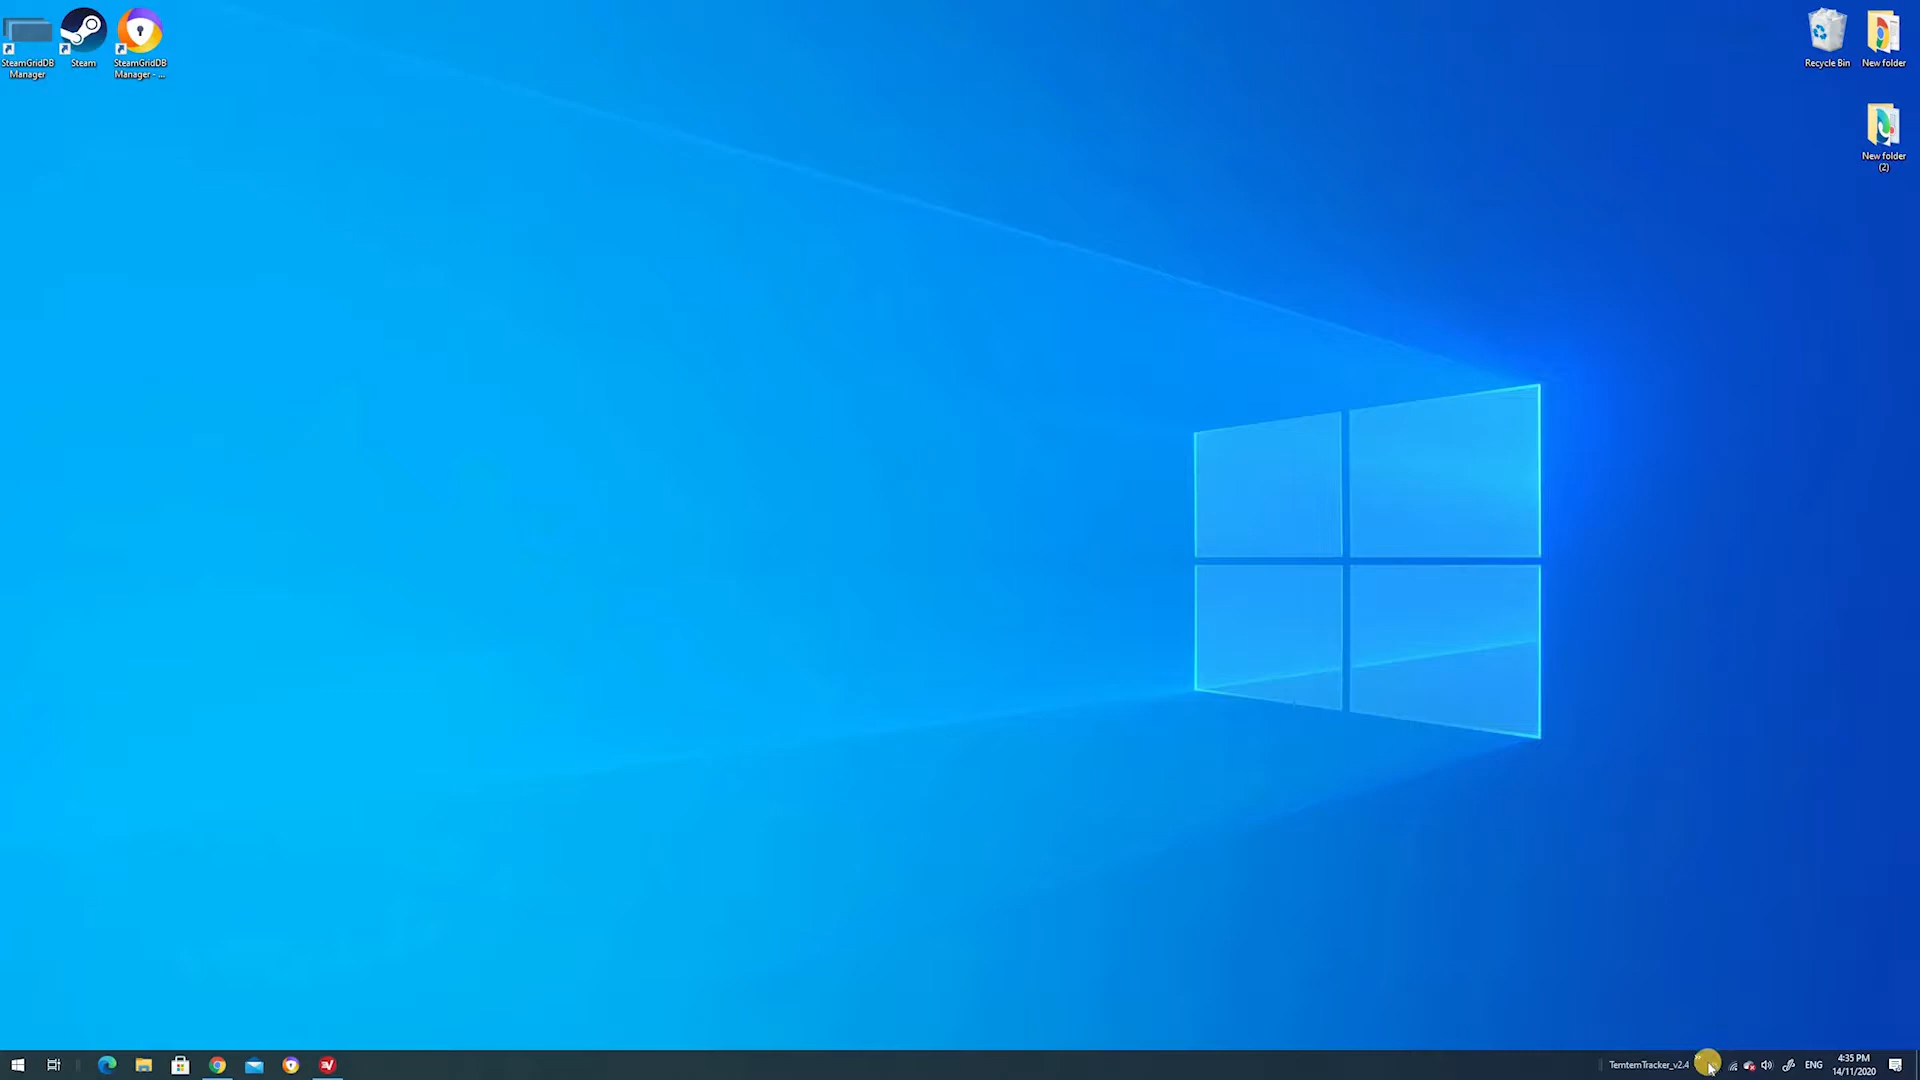 SteamGridDB
Manager
Steam
SteamGridDB
Manager - ...
Recycle Bin
New folder
New folder
(2)
TemtemTracker_v2.4
ENG
4:35 PM
14/11/2020